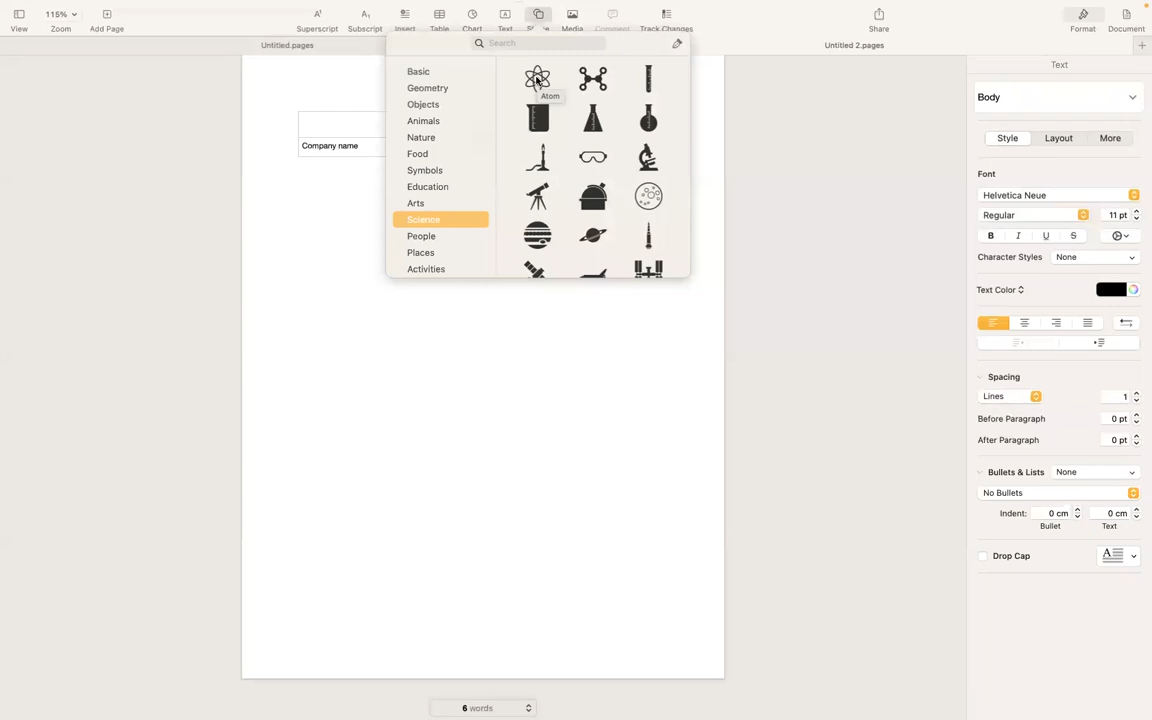 View
115%
Zoom
Add Page
Superscript
Subscript
Insert
Table
Chart
Text
Media
Comment
Track Changes
Share
Format
Document
Untitled.pages
Untitled 2.pages
Search
Basic
Geometry
Objects
Animals
Nature
Food
Symbols
Education
Arts
Science
People
Places
Activities
Atom
Company name
6 words
Text
Body
Style
Layout
More
Font
Helvetica Neue
Regular
11 pt
B
I
U
S
Character Styles
None
Text Color
Spacing
Lines
1
Before Paragraph
0 pt
After Paragraph
0 pt
Bullets & Lists
None
No Bullets
Indent:
0 cm
0 cm
Bullet
Text
Drop Cap
A